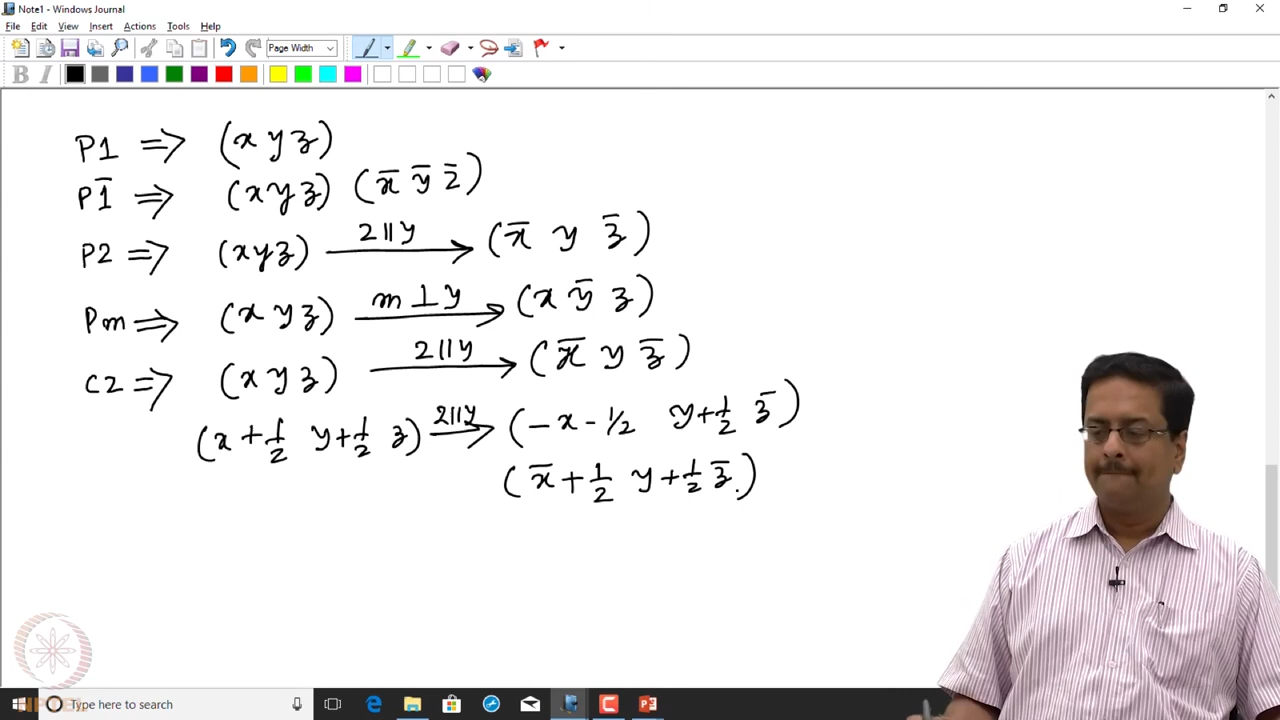 Note1 - Windows Journal
File Edit View Insert Actions Tools Help
Page Width
B I
P1 ⇒ (x y z)
P1̄ ⇒ (x y z) (x̄ ȳ z̄)
P2 ⇒ (x y z) 2||y → (x̄ y z̄)
Pm ⇒ (x y z) m⊥y → (x ȳ z)
C2 ⇒ (x y z) 2||y → (x̄ y z̄)
(x+1/2 y+1/2 z) 2||y → (-x-1/2 y+1/2 z̄)
(x̄+1/2 y+1/2 z̄)
Type here to search